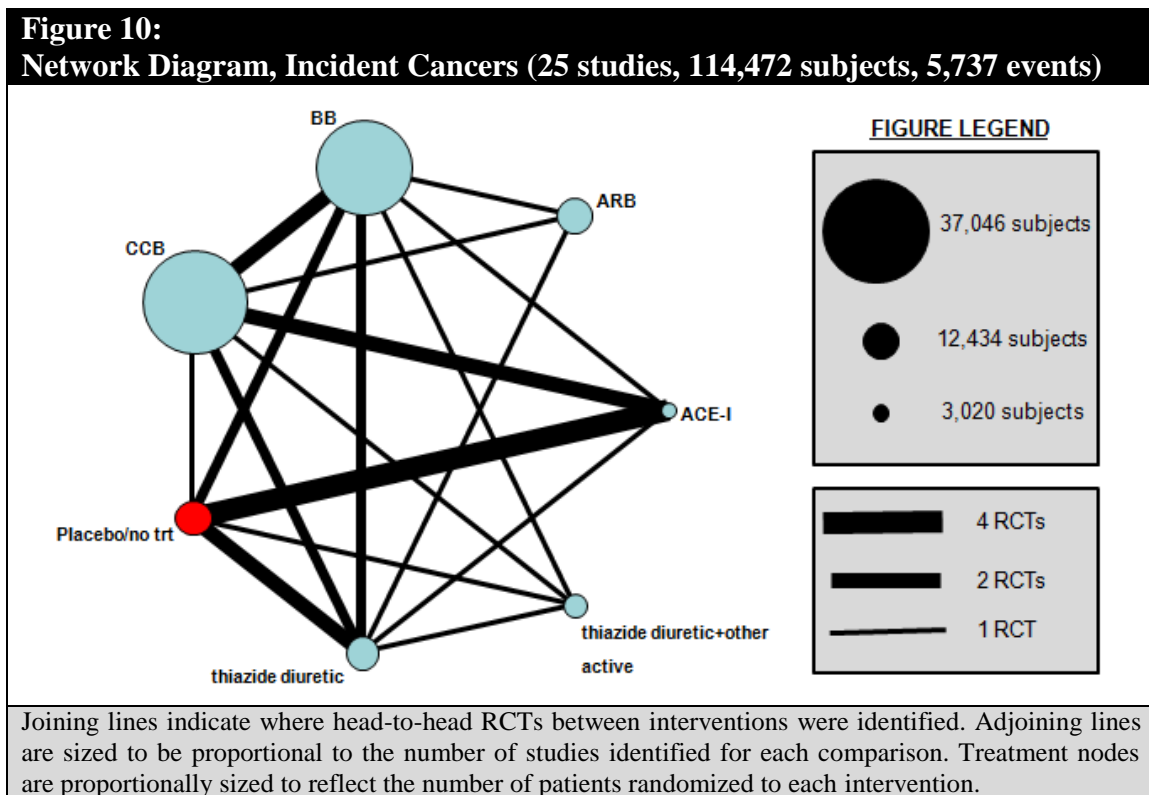 Figure 10:
Network Diagram, Incident Cancers (25 studies, 114,472 subjects, 5,737 events)
BB
ARB
CCB
ACE-I
Placebo/no trt
thiazide diuretic
thiazide diuretic+other
active
FIGURE LEGEND
37,046 subjects
12,434 subjects
3,020 subjects
4 RCTs
2 RCTs
1 RCT
Joining lines indicate where head-to-head RCTs between interventions were identified. Adjoining lines
are sized to be proportional to the number of studies identified for each comparison. Treatment nodes
are proportionally sized to reflect the number of patients randomized to each intervention.